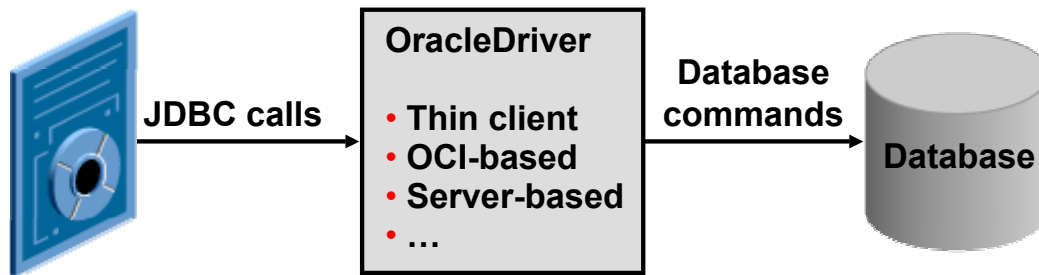 JDBC calls
OracleDriver
• Thin client
• OCI-based
• Server-based
• …
Database
commands
Database